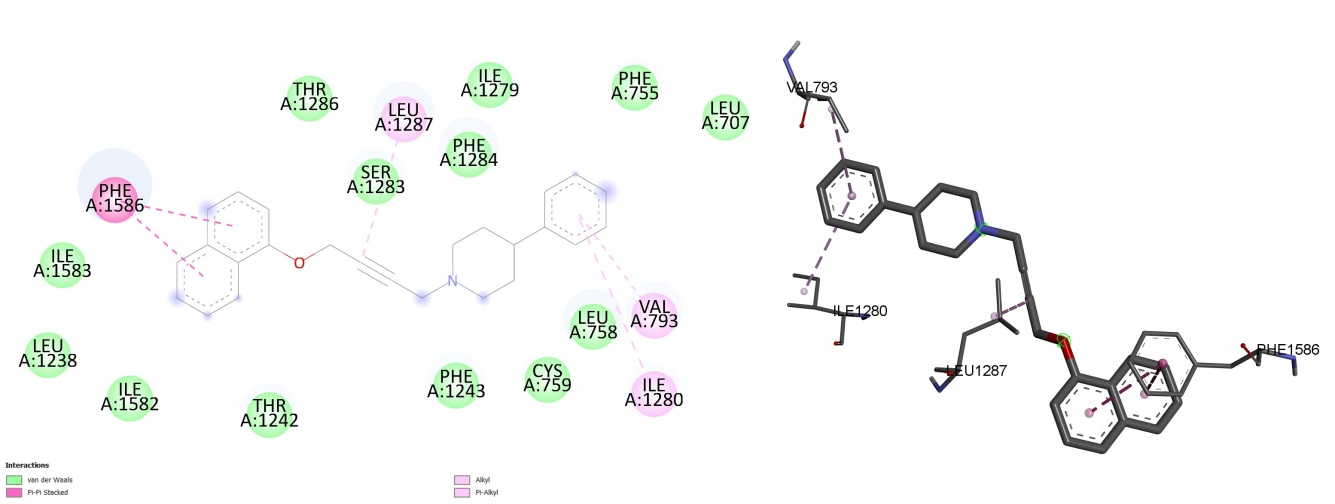 THR
A:1286
LEU
A:1287
ILE
A:1279
PHE
A:755
LEU
A:707
PHE
A:1284
SER
A:1283
PHE
A:1586
ILE
A:1583
O
N
LEU
A:758
VAL
A:793
LEU
A:1238
ILE
A:1582
THR
A:1242
PHE
A:1243
CYS
A:759
ILE
A:1280
Interactions
van der Waals
Pi-Pi Stacked
Alkyl
Pi-Alkyl
VAL793
ILE1280
LEU1287
PHE1586